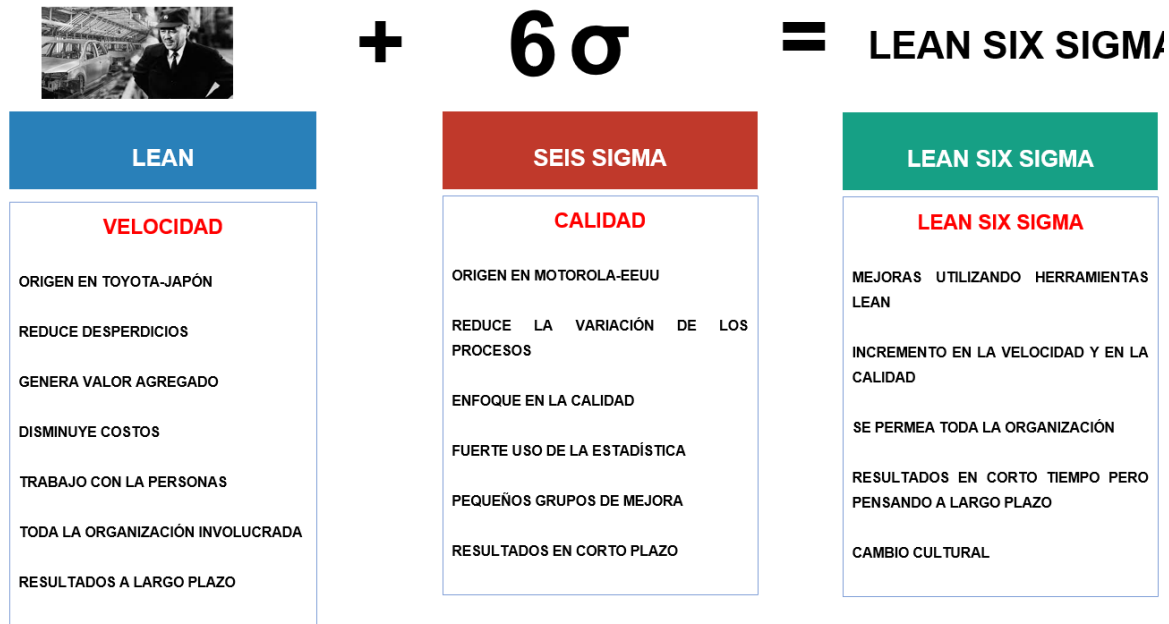 + 6σ = LEAN SIX SIGMA
LEAN
VELOCIDAD
ORIGEN EN TOYOTA-JAPÓN
REDUCE DESPERDICIOS
GENERA VALOR AGREGADO
DISMINUYE COSTOS
TRABAJO CON LA PERSONAS
TODA LA ORGANIZACIÓN INVOLUCRADA
RESULTADOS A LARGO PLAZO
SEIS SIGMA
CALIDAD
ORIGEN EN MOTOROLA-EEUU
REDUCE LA VARIACIÓN DE LOS
PROCESOS
ENFOQUE EN LA CALIDAD
FUERTE USO DE LA ESTADÍSTICA
PEQUEÑOS GRUPOS DE MEJORA
RESULTADOS EN CORTO PLAZO
LEAN SIX SIGMA
LEAN SIX SIGMA
MEJORAS UTILIZANDO HERRAMIENTAS
LEAN
INCREMENTO EN LA VELOCIDAD Y EN LA
CALIDAD
SE PERMEA TODA LA ORGANIZACIÓN
RESULTADOS EN CORTO TIEMPO PERO
PENSANDO A LARGO PLAZO
CAMBIO CULTURAL